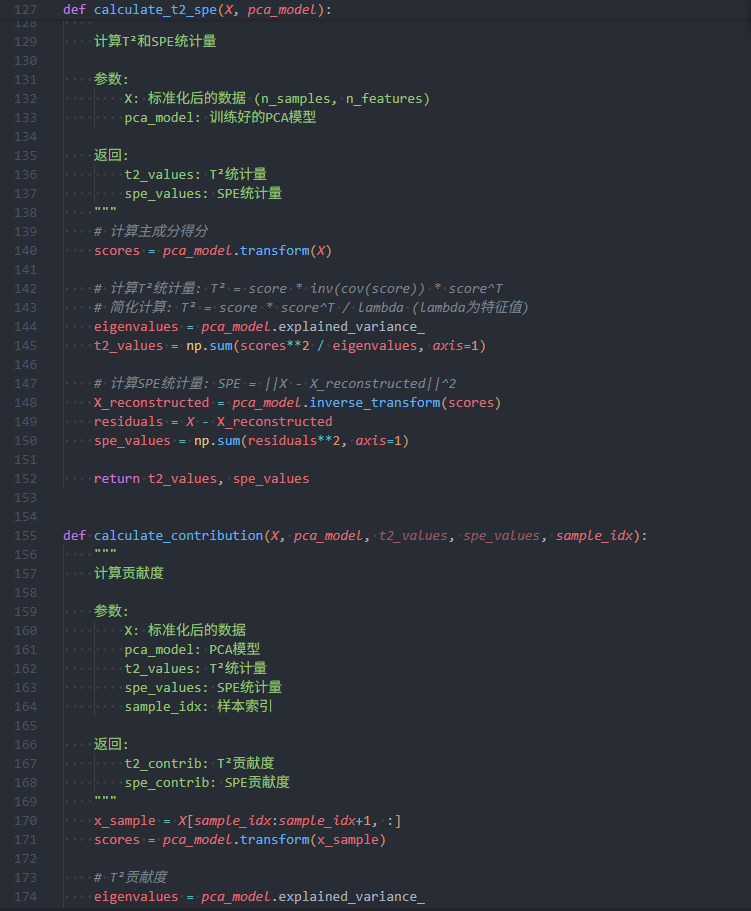 127 def calculate_t2_spe(X, pca_model):
128
129 计算T²和SPE统计量
130
131 参数:
132 X: 标准化后的数据 (n_samples, n_features)
133 pca_model: 训练好的PCA模型
134
135 返回:
136 t2_values: T²统计量
137 spe_values: SPE统计量
138 """
139 # 计算主成分得分
140 scores = pca_model.transform(X)
141
142 # 计算T²统计量: T² = score * inv(cov(score)) * score^T
143 # 简化计算: T² = score * score^T / lambda (lambda为特征值)
144 eigenvalues = pca_model.explained_variance_
145 t2_values = np.sum(scores**2 / eigenvalues, axis=1)
146
147 # 计算SPE统计量: SPE = ||X - X_reconstructed||^2
148 X_reconstructed = pca_model.inverse_transform(scores)
149 residuals = X - X_reconstructed
150 spe_values = np.sum(residuals**2, axis=1)
151
152 return t2_values, spe_values
153
154
155 def calculate_contribution(X, pca_model, t2_values, spe_values, sample_idx):
156 """
157 计算贡献度
158
159 参数:
160 X: 标准化后的数据
161 pca_model: PCA模型
162 t2_values: T²统计量
163 spe_values: SPE统计量
164 sample_idx: 样本索引
165
166 返回:
167 t2_contrib: T²贡献度
168 spe_contrib: SPE贡献度
169 """
170 x_sample = X[sample_idx:sample_idx+1, :]
171 scores = pca_model.transform(x_sample)
172
173 # T²贡献度
174 eigenvalues = pca_model.explained_variance_